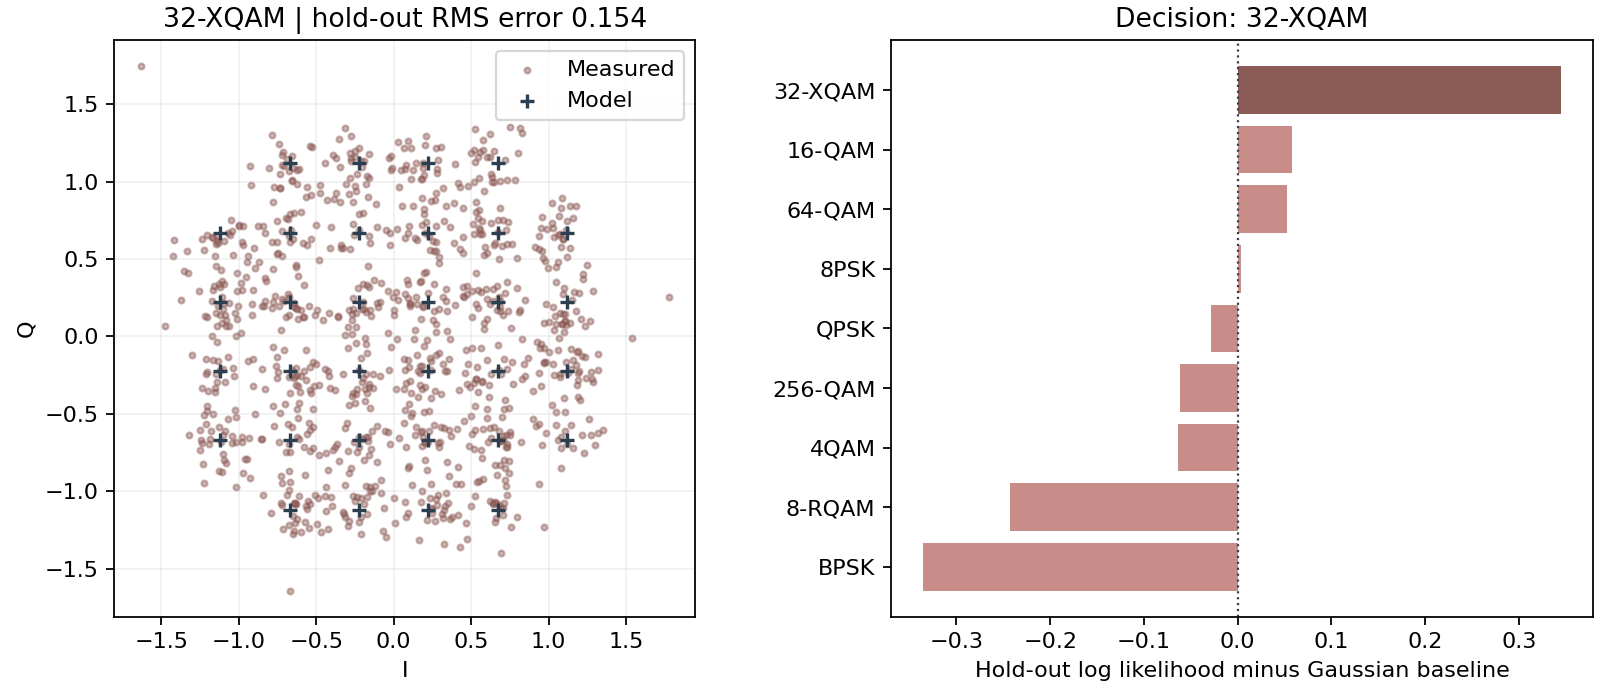 32-XQAM | hold-out RMS error 0.154
Measured
Model
1.5
1.0
0.5
0.0
−0.5
−1.0
−1.5
Q
−1.5
−1.0
−0.5
0.0
0.5
1.0
1.5
I
Decision: 32-XQAM
32-XQAM
16-QAM
64-QAM
8PSK
QPSK
256-QAM
4QAM
8-RQAM
BPSK
−0.3
−0.2
−0.1
0.0
0.1
0.2
0.3
Hold-out log likelihood minus Gaussian baseline